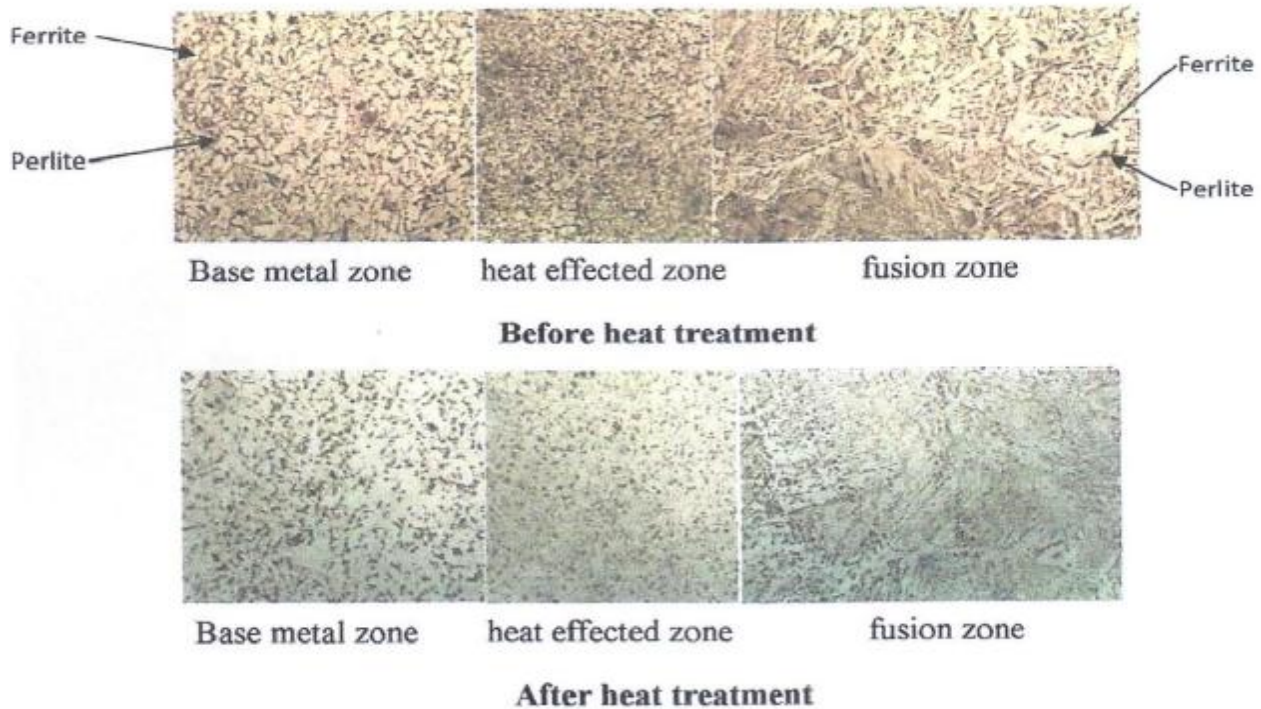 Ferrite
Perlite
Ferrite
Perlite
Base metal zone
heat effected zone
fusion zone
Before heat treatment
Base metal zone
heat effected zone
fusion zone
After heat treatment